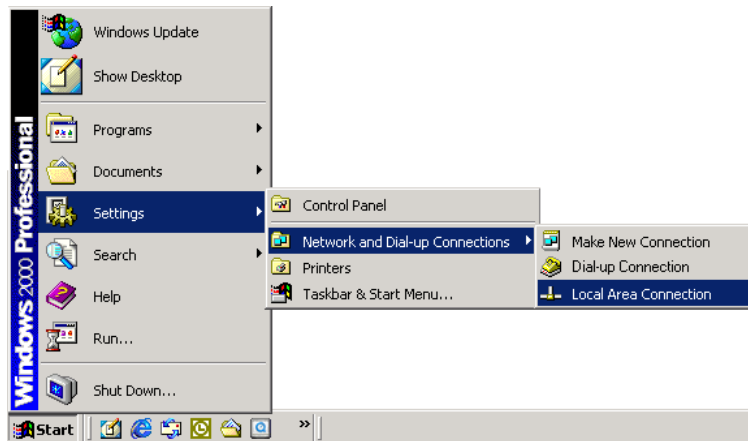 Windows 2000 Professional
Windows Update
Show Desktop
Programs
Documents
Settings
Search
Help
Run...
Shut Down...
Control Panel
Network and Dial-up Connections
Printers
Taskbar & Start Menu...
Make New Connection
Dial-up Connection
Local Area Connection
Start
»